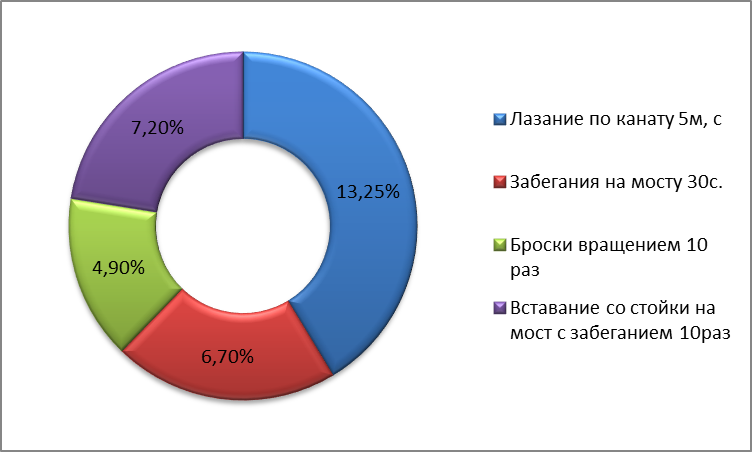 7,20%
13,25%
4,90%
6,70%
Лазание по канату 5м, с
Забегания на мосту 30с.
Броски вращением 10
раз
Вставание со стойки на
мост с забеганием 10раз